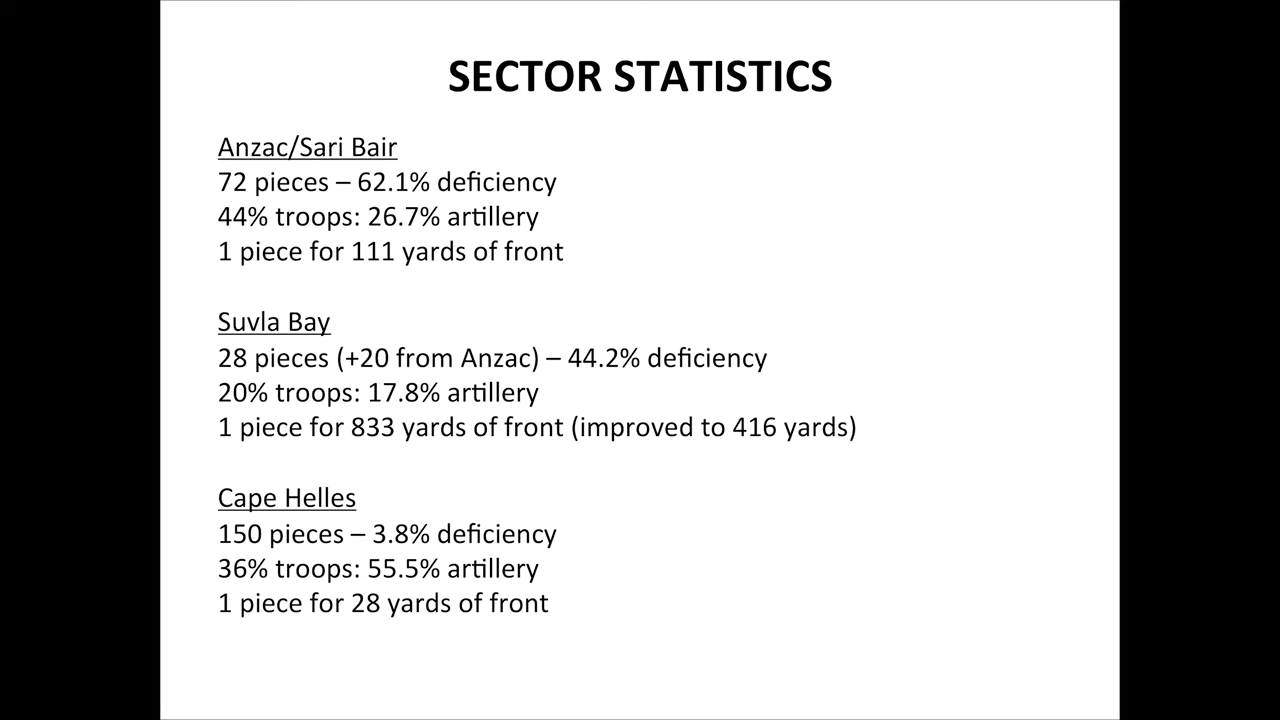 SECTOR STATISTICS
Anzac/Sari Bair
72 pieces – 62.1% deficiency
44% troops: 26.7% artillery
1 piece for 111 yards of front
Suvla Bay
28 pieces (+20 from Anzac) – 44.2% deficiency
20% troops: 17.8% artillery
1 piece for 833 yards of front (improved to 416 yards)
Cape Helles
150 pieces – 3.8% deficiency
36% troops: 55.5% artillery
1 piece for 28 yards of front